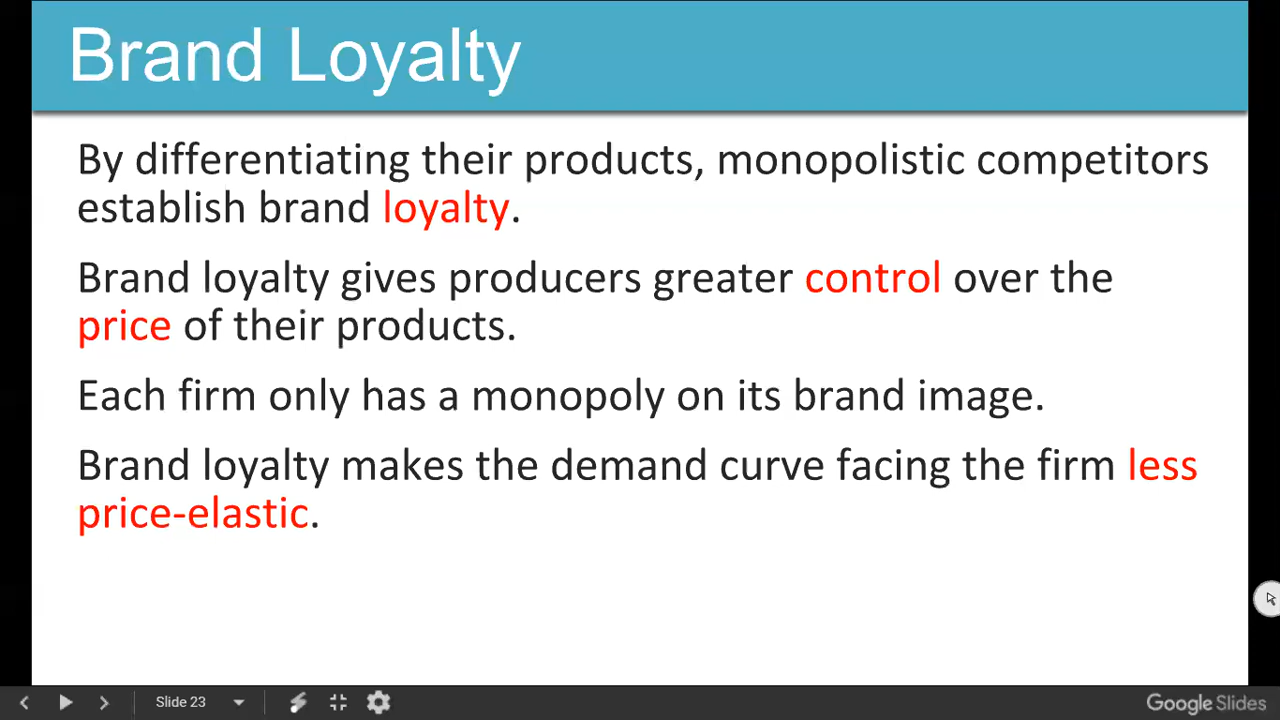 Brand Loyalty
By differentiating their products, monopolistic competitors
establish brand loyalty.
Brand loyalty gives producers greater control over the
price of their products.
Each firm only has a monopoly on its brand image.
Brand loyalty makes the demand curve facing the firm less
price-elastic.
Slide 23
Google Slides